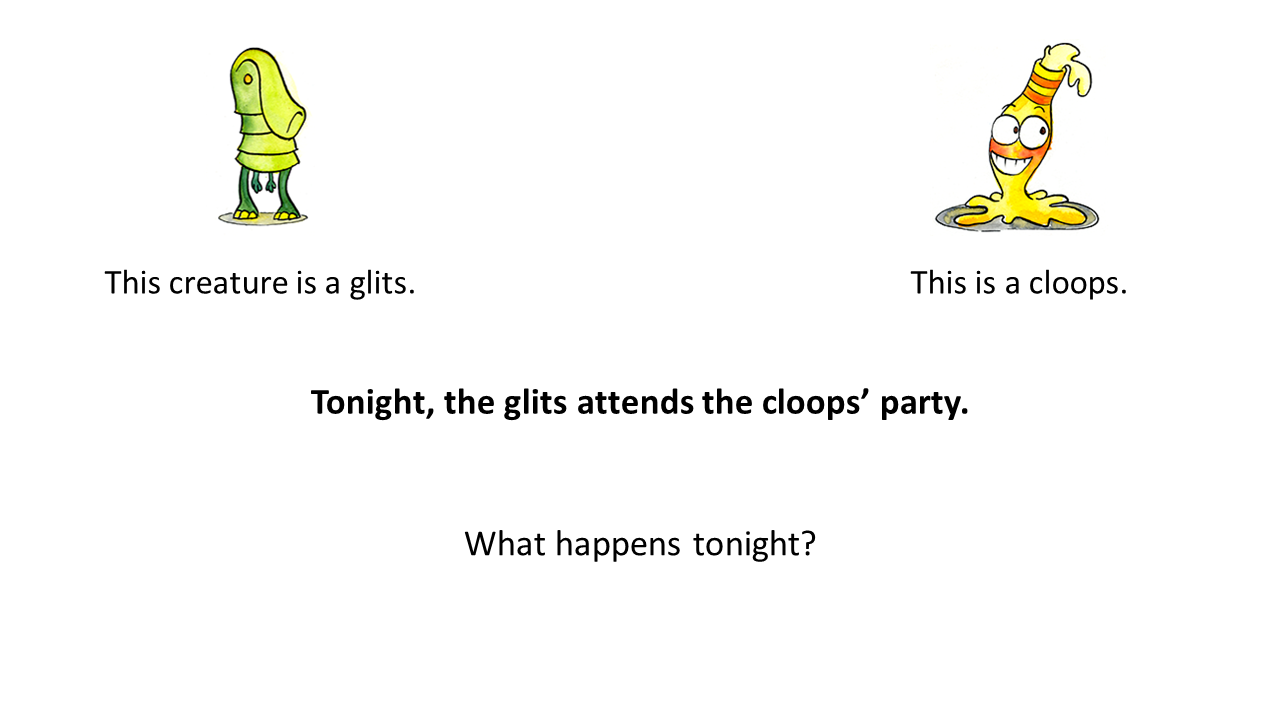 This creature is a glits.
This is a cloops.
Tonight, the glits attends the cloops’ party.
What happens tonight?